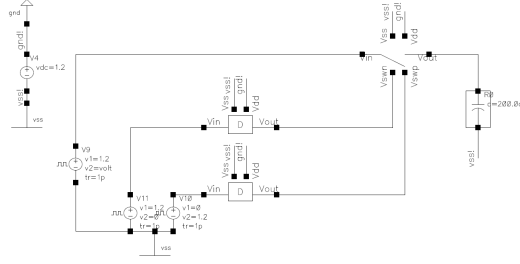 gnd
gnd!
V4
vdc=1.2
vss!
vss
vss!
gnd!
Vss
Vdd
Vin
Vout
Vswn
Vswp
c=200.0
vss!
Vss
vss!
gnd!
Vdd
Vin
D
Vout
V9
v1=1.2
v2=volt
tr=1p
Vss
vss!
gnd!
Vdd
Vin
D
Vout
V11
v1=1.2
tr=1p
V10
v1=0
v2=1.2
tr=1p
vss